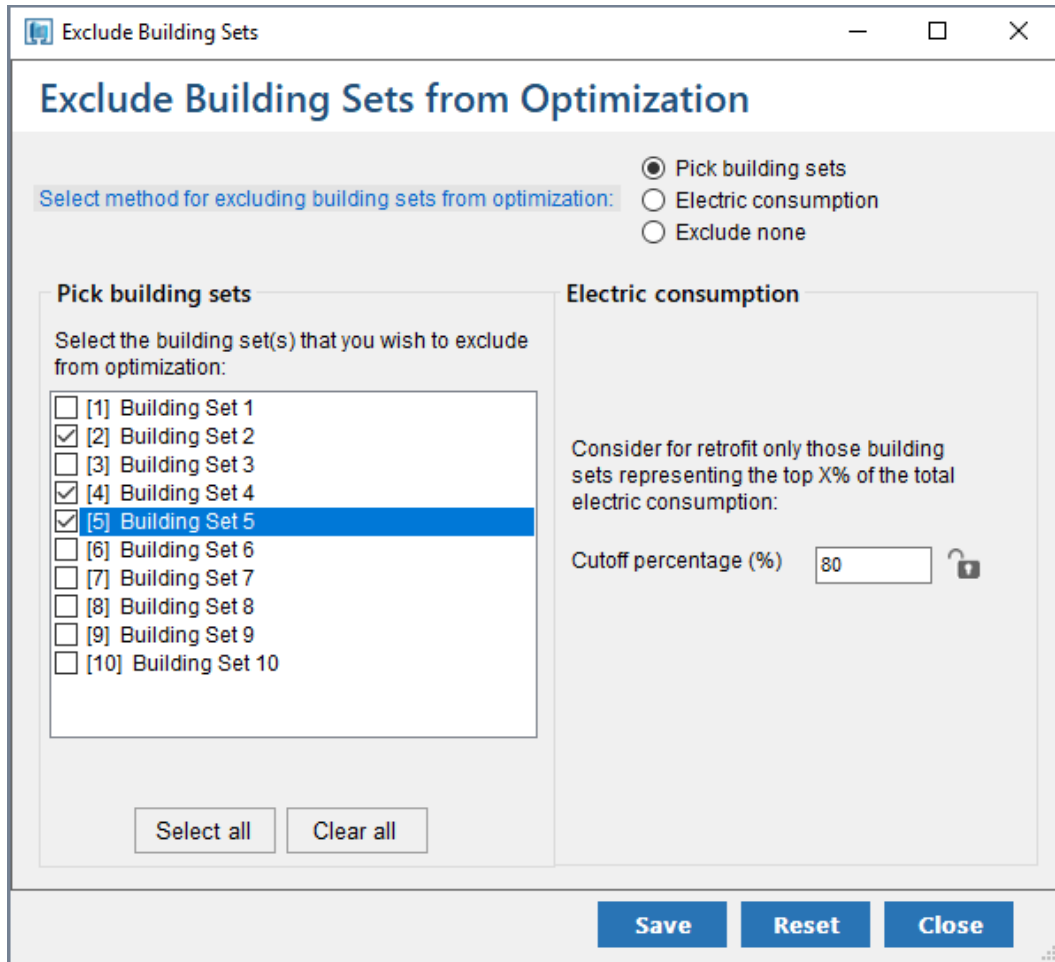 Exclude Building Sets
Exclude Building Sets from Optimization
Select method for excluding building sets from optimization:
Pick building sets
Electric consumption
Exclude none
Pick building sets
Select the building set(s) that you wish to exclude
from optimization:
[1] Building Set 1
[2] Building Set 2
[3] Building Set 3
[4] Building Set 4
[5] Building Set 5
[6] Building Set 6
[7] Building Set 7
[8] Building Set 8
[9] Building Set 9
[10] Building Set 10
Select all
Clear all
Electric consumption
Consider for retrofit only those building
sets representing the top X% of the total
electric consumption:
Cutoff percentage (%)
80
Save
Reset
Close